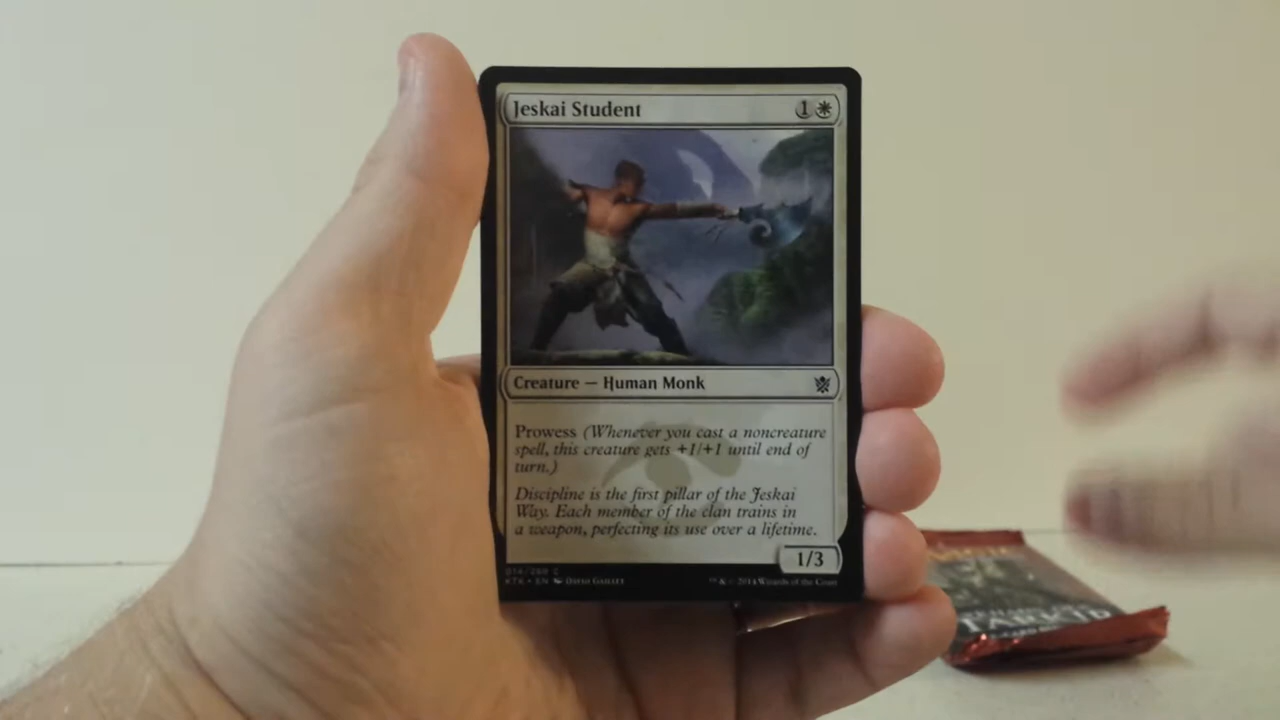 Jeskai Student 1
Creature — Human Monk
Prowess (Whenever you cast a noncreature
spell, this creature gets +1/+1 until end of
turn.)
Discipline is the first pillar of the Jeskai
Way. Each member of the clan trains in
a weapon, perfecting its use over a lifetime.
1/3
014/269 C
KTK • EN DAVID GAILLET
™ & © 2014 Wizards of the Coast
TARKIR